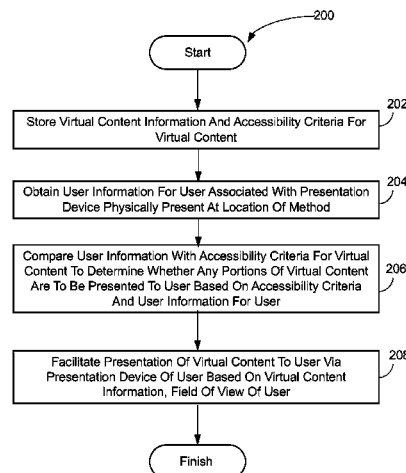 200
Start
202
Store Virtual Content Information And Accessibility Criteria For
Virtual Content
204
Obtain User Information For User Associated With Presentation
Device Physically Present At Location Of Method
206
Compare User Information With Accessibility Criteria For Virtual
Content To Determine Whether Any Portions Of Virtual Content
Are To Be Presented To User Based On Accessibility Criteria
And User Information For User
208
Facilitate Presentation Of Virtual Content To User Via
Presentation Device Of User Based On Virtual Content
Information, Field Of View Of User
Finish